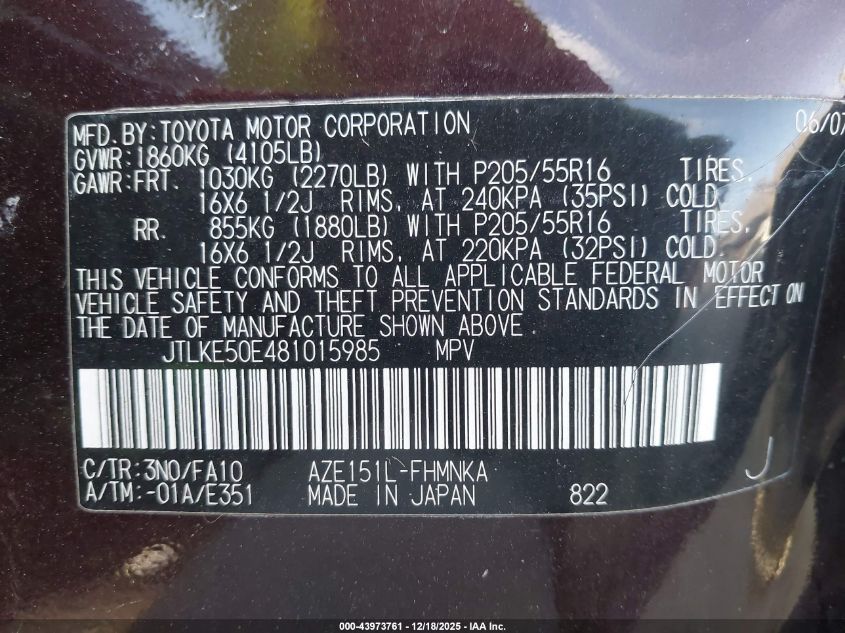 MFD.BY:TOYOTA MOTOR CORPORATION 06/07
GVWR:1860KG (4105LB)
GAWR:FRT. 1030KG (2270LB) WITH P205/55R16 TIRES,
16X6 1/2J RIMS, AT 240KPA (35PSI) COLD.
RR. 855KG (1880LB) WITH P205/55R16 TIRES,
16X6 1/2J RIMS, AT 220KPA (32PSI) COLD.
THIS VEHICLE CONFORMS TO ALL APPLICABLE FEDERAL MOTOR
VEHICLE SAFETY AND THEFT PREVENTION STANDARDS IN EFFECT ON
THE DATE OF MANUFACTURE SHOWN ABOVE.
JTLKE50E481015985 MPV
C/TR:3N0/FA10 AZE151L-FHMNKA J
A/TM:-01A/E351 MADE IN JAPAN 822
000-43973761 - 12/18/2025 - IAA Inc.